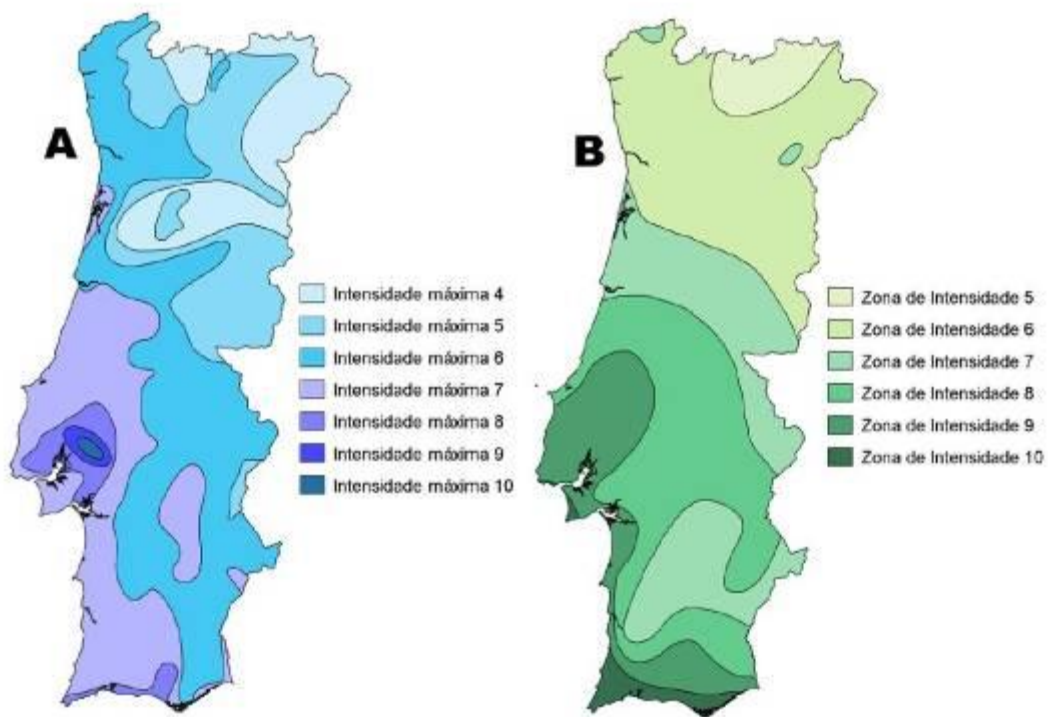 A
Intensidade máxima 4
Intensidade máxima 5
Intensidade máxima 6
Intensidade máxima 7
Intensidade máxima 8
Intensidade máxima 9
Intensidade máxima 10
B
Zona de Intensidade 5
Zona de Intensidade 6
Zona de Intensidade 7
Zona de Intensidade 8
Zona de Intensidade 9
Zona de Intensidade 10